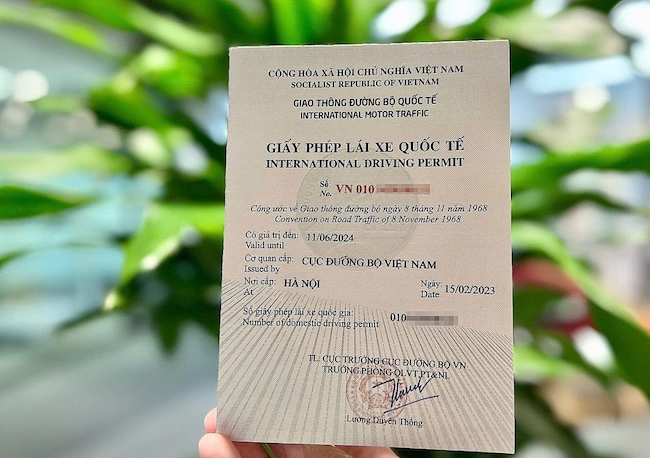 CỘNG HÒA XÃ HỘI CHỦ NGHĨA VIỆT NAM
SOCIALIST REPUBLIC OF VIETNAM
GIAO THÔNG ĐƯỜNG BỘ QUỐC TẾ
INTERNATIONAL MOTOR TRAFFIC
GIẤY PHÉP LÁI XE QUỐC TẾ
INTERNATIONAL DRIVING PERMIT
Số
No. VN 010
Công ước về Giao thông đường bộ ngày 8 tháng 11 năm 1968
Convention on Road Traffic of 8 November 1968
Có giá trị đến: 11/06/2024
Valid until
Cơ quan cấp: CỤC ĐƯỜNG BỘ VIỆT NAM
Issued by
Nơi cấp: HÀ NỘI Ngày: 15/02/2023
At Date
Số giấy phép lái xe quốc gia: 010
Number of domestic driving permit
TL. CỤC TRƯỞNG CỤC ĐƯỜNG BỘ VN
TRƯỞNG PHÒNG QLVT, PT&NL
Lương Duyên Thống